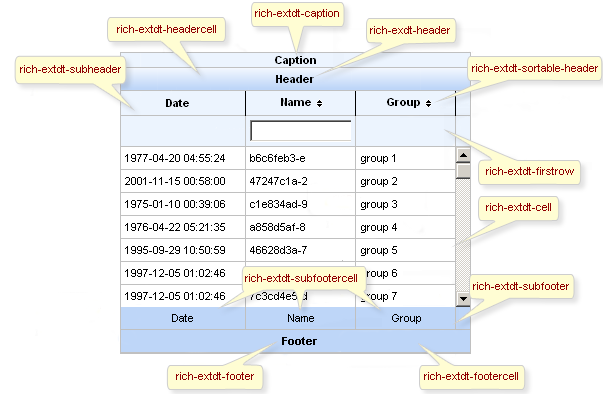 rich-extdt-caption
rich-extdt-headercell
rich-extdt-header
Caption
rich-extdt-subheader
Header
rich-extdt-sortable-header
Date Name Group
rich-extdt-firstrow
1977-04-20 04:55:24 b6c6feb3-e group 1
2001-11-15 00:58:00 47247c1a-2 group 2
1975-01-10 00:39:06 c1e834ad-9 group 3
rich-extdt-cell
1976-04-22 05:21:35 a858d5af-8 group 4
1995-09-29 10:50:59 46628d3a-7 group 5
1997-12-05 01:02:46 group 6
rich-extdt-subfootercell
rich-extdt-subfooter
1997-12-05 01:02:46 group 7
Date Name Group
Footer
rich-extdt-footer
rich-extdt-footercell